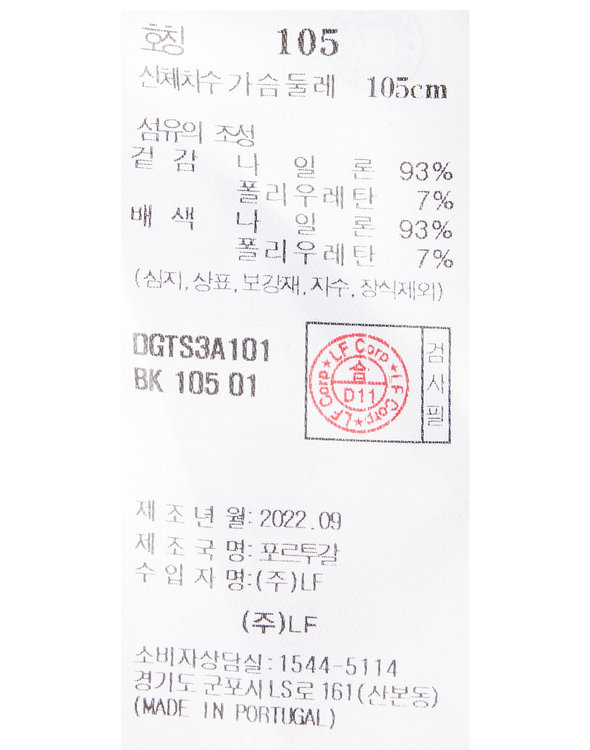 호칭 105
신체치수 가슴둘레 105cm
섬유의 조성
겉감 나일론 93%
폴리우레탄 7%
배색 나일론 93%
폴리우레탄 7%
(심지,상표,보강재,자수,장식제외)
DGTS3A101
BK 105 01
LF Corp★LF Corp★LF Corp★
合
D11
검사필
제조년월:2022.09
제조국명:포르투갈
수입자명:(주)LF
(주)LF
소비자상담실:1544-5114
경기도 군포시 LS로 161(산본동)
(MADE IN PORTUGAL)